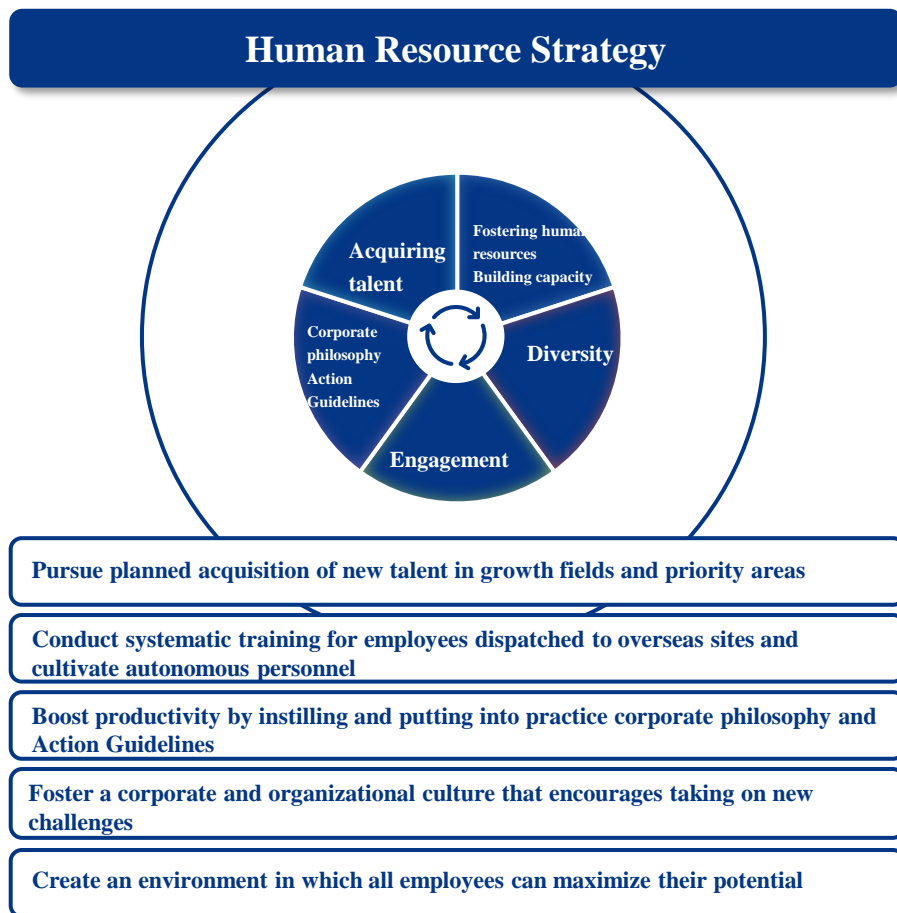 Human Resource Strategy
Acquiring
talent
Fostering human
resources
Building capacity
Corporate
philosophy
Action
Guidelines
Diversity
Engagement
Pursue planned acquisition of new talent in growth fields and priority areas
Conduct systematic training for employees dispatched to overseas sites and
cultivate autonomous personnel
Boost productivity by instilling and putting into practice corporate philosophy and
Action Guidelines
Foster a corporate and organizational culture that encourages taking on new
challenges
Create an environment in which all employees can maximize their potential